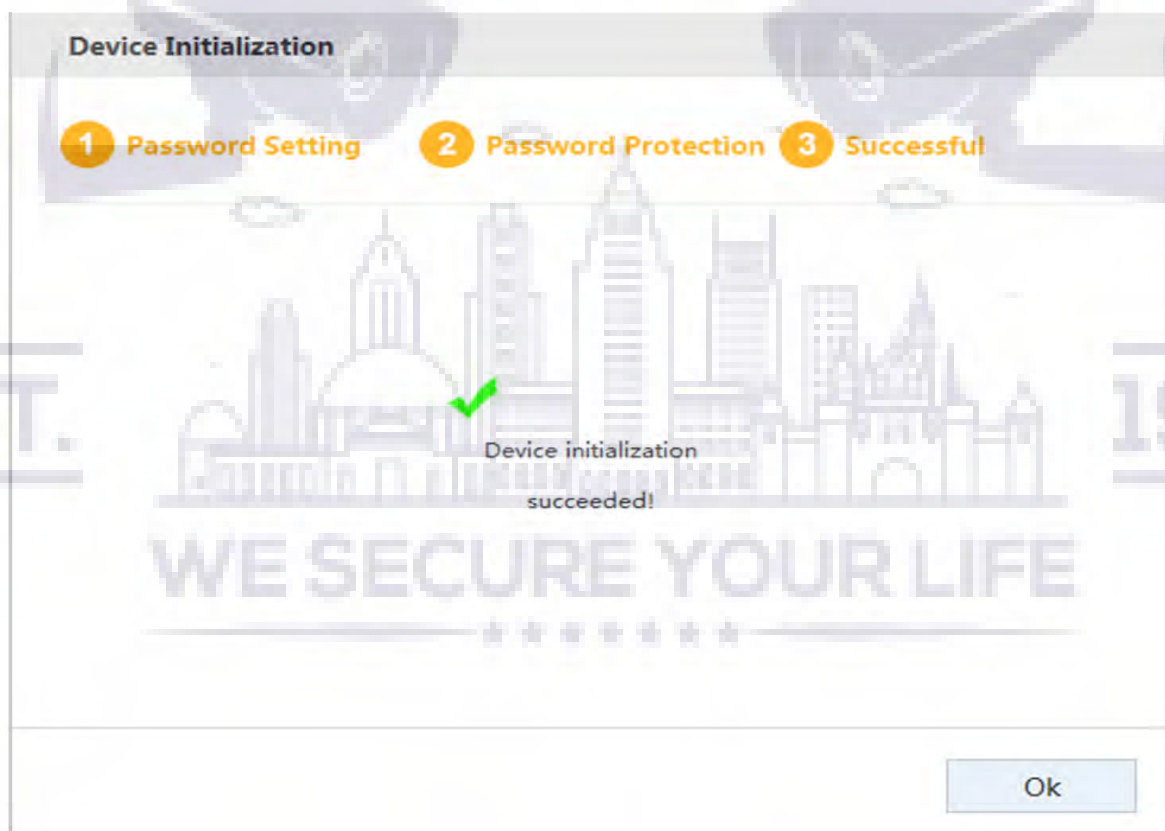 Device Initialization
1 Password Setting 2 Password Protection 3 Successful
T.
Device initialization
succeeded!
WE SECURE YOUR LIFE
Ok